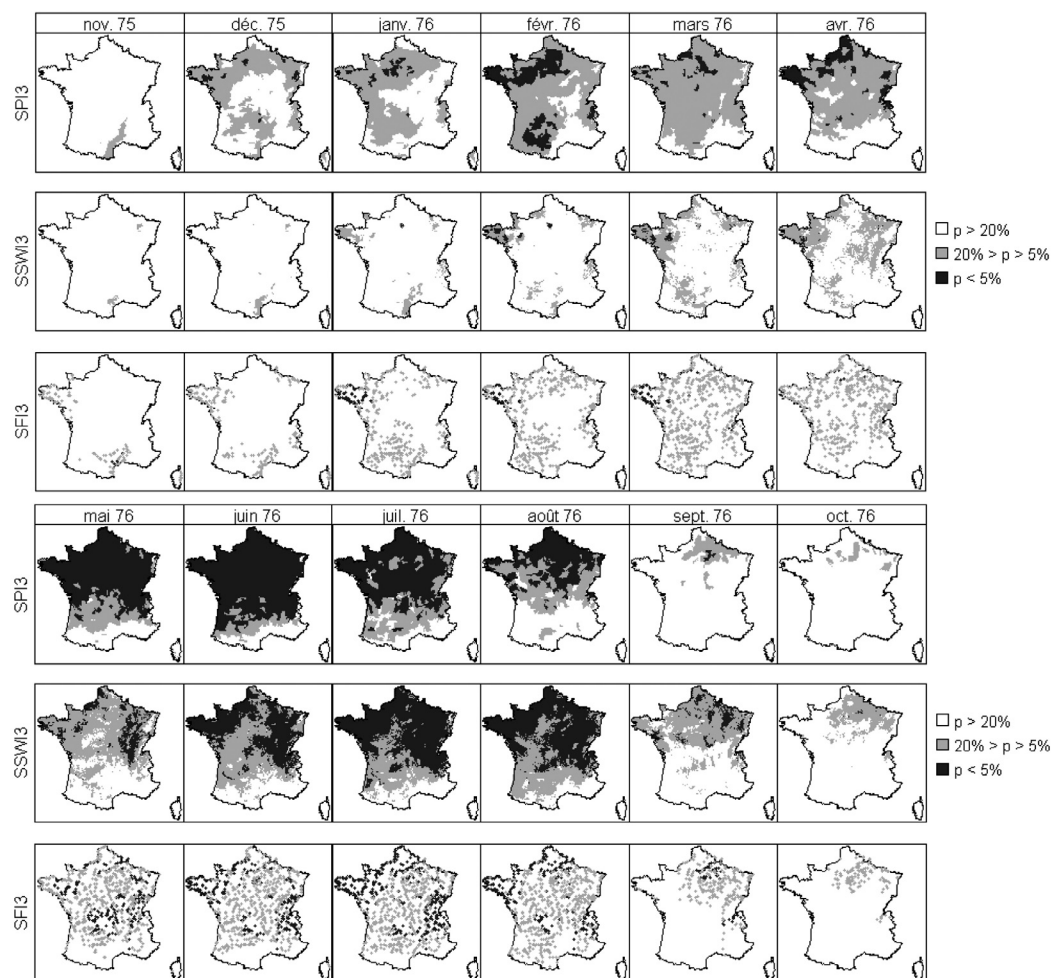 nov. 75 déc. 75 janv. 76 févr. 76 mars 76 avr. 76
SPI3
SSWI3
p > 20%
20% > p > 5%
p < 5%
SFI3
mai 76 juin 76 juil. 76 août 76 sept. 76 oct. 76
SPI3
SSWI3
p > 20%
20% > p > 5%
p < 5%
SFI3